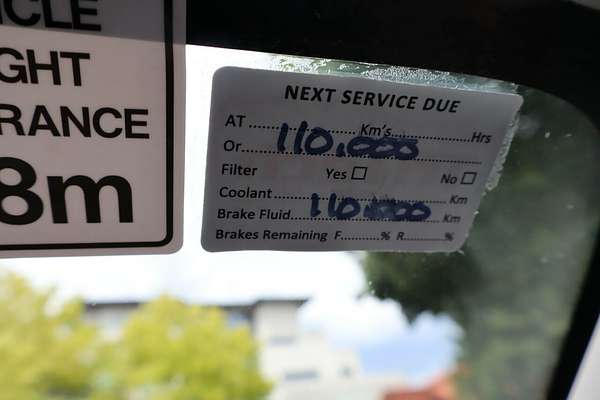 CLE
GHT
RANCE
8m
NEXT SERVICE DUE
AT..........110,000..........Km's..........Hrs
Or..........
Filter Yes ☐ No ☐
Coolant..........Km
Brake Fluid..........110,000..........Km
Brakes Remaining F........% R........%